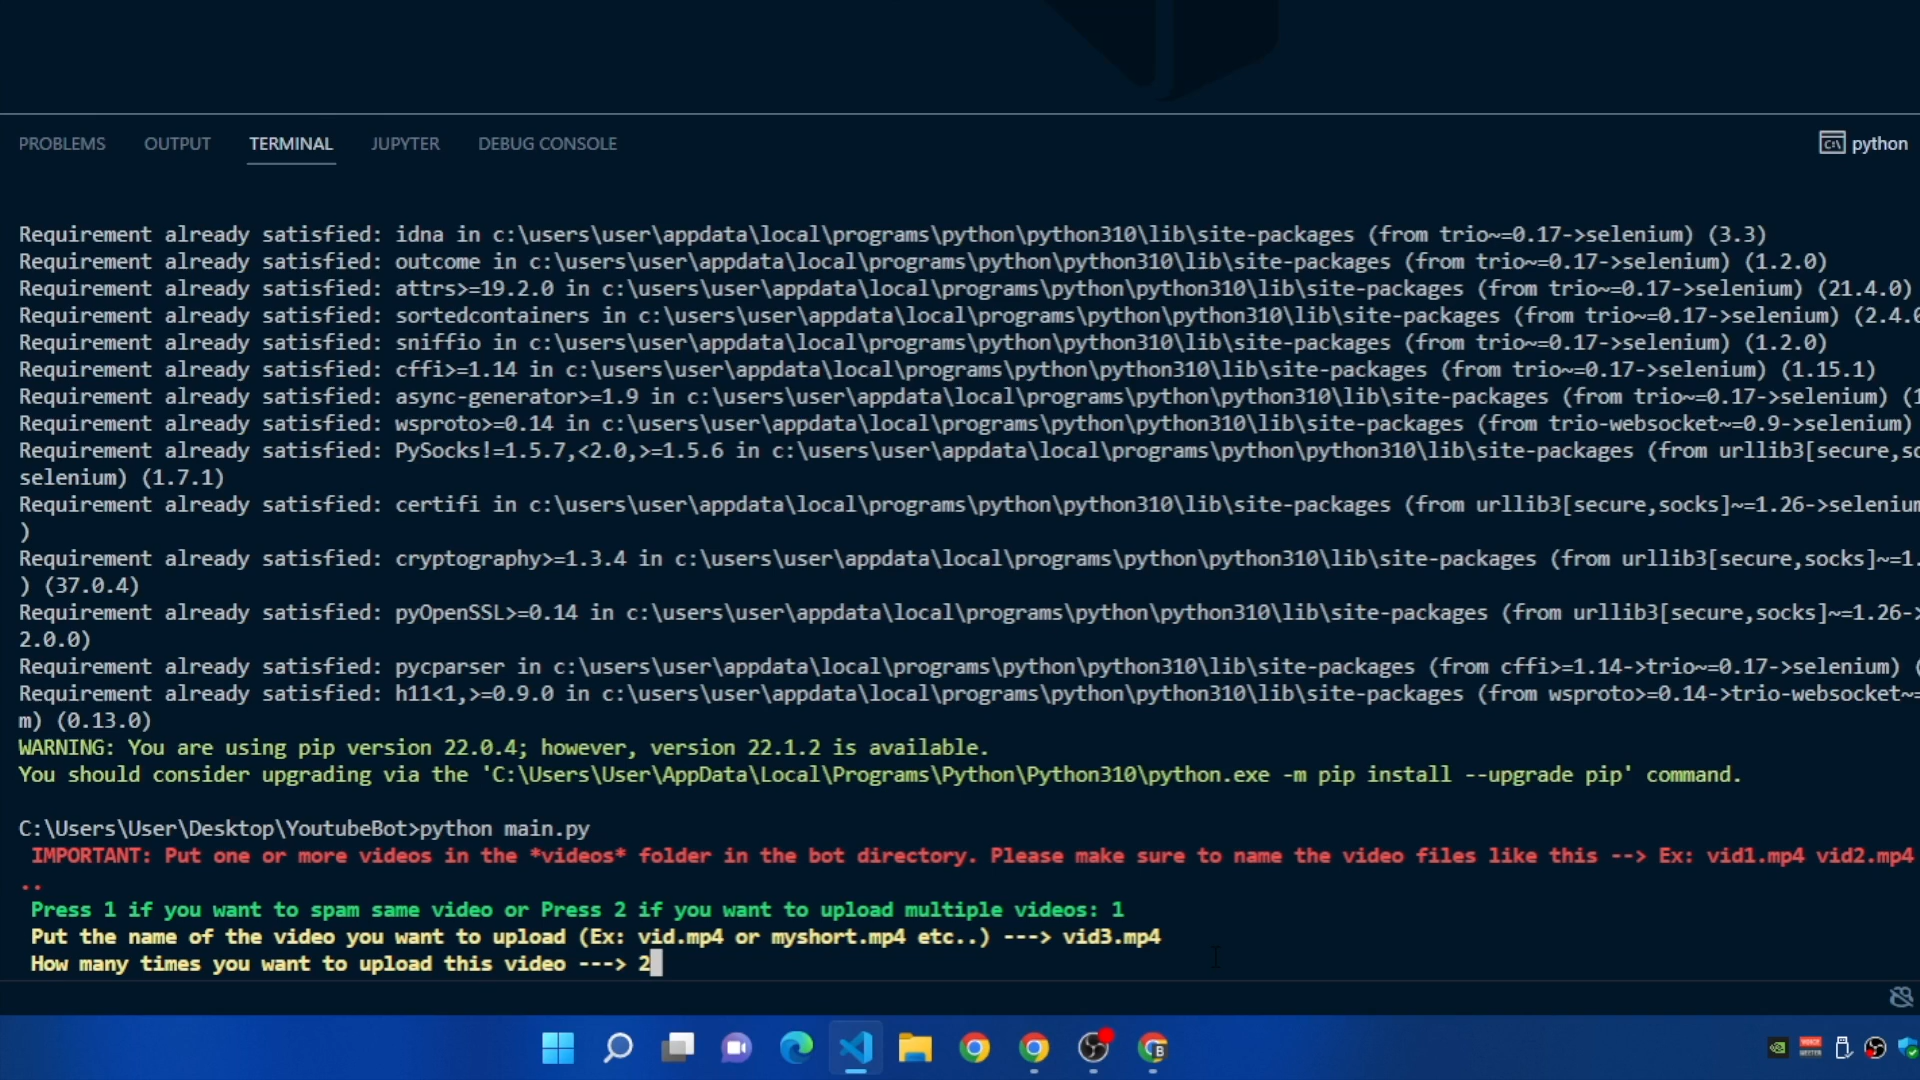 PROBLEMS OUTPUT TERMINAL JUPYTER DEBUG CONSOLE python
Requirement already satisfied: idna in c:\users\user\appdata\local\programs\python\python310\lib\site-packages (from trio~=0.17->selenium) (3.3)
Requirement already satisfied: outcome in c:\users\user\appdata\local\programs\python\python310\lib\site-packages (from trio~=0.17->selenium) (1.2.0)
Requirement already satisfied: attrs>=19.2.0 in c:\users\user\appdata\local\programs\python\python310\lib\site-packages (from trio~=0.17->selenium) (21.4.0)
Requirement already satisfied: sortedcontainers in c:\users\user\appdata\local\programs\python\python310\lib\site-packages (from trio~=0.17->selenium) (2.4.0
Requirement already satisfied: sniffio in c:\users\user\appdata\local\programs\python\python310\lib\site-packages (from trio~=0.17->selenium) (1.2.0)
Requirement already satisfied: cffi>=1.14 in c:\users\user\appdata\local\programs\python\python310\lib\site-packages (from trio~=0.17->selenium) (1.15.1)
Requirement already satisfied: async-generator>=1.9 in c:\users\user\appdata\local\programs\python\python310\lib\site-packages (from trio~=0.17->selenium) (1
Requirement already satisfied: wsproto>=0.14 in c:\users\user\appdata\local\programs\python\python310\lib\site-packages (from trio-websocket~=0.9->selenium)
Requirement already satisfied: PySocks!=1.5.7,<2.0,>=1.5.6 in c:\users\user\appdata\local\programs\python\python310\lib\site-packages (from urllib3[secure,so
selenium) (1.7.1)
Requirement already satisfied: certifi in c:\users\user\appdata\local\programs\python\python310\lib\site-packages (from urllib3[secure,socks]~=1.26->selenium
)
Requirement already satisfied: cryptography>=1.3.4 in c:\users\user\appdata\local\programs\python\python310\lib\site-packages (from urllib3[secure,socks]~=1.
) (37.0.4)
Requirement already satisfied: pyOpenSSL>=0.14 in c:\users\user\appdata\local\programs\python\python310\lib\site-packages (from urllib3[secure,socks]~=1.26->
2.0.0)
Requirement already satisfied: pycparser in c:\users\user\appdata\local\programs\python\python310\lib\site-packages (from cffi>=1.14->trio~=0.17->selenium) (
Requirement already satisfied: h11<1,>=0.9.0 in c:\users\user\appdata\local\programs\python\python310\lib\site-packages (from wsproto>=0.14->trio-websocket~=
m) (0.13.0)
WARNING: You are using pip version 22.0.4; however, version 22.1.2 is available.
You should consider upgrading via the 'C:\Users\User\AppData\Local\Programs\Python\Python310\python.exe -m pip install --upgrade pip' command.
C:\Users\User\Desktop\YoutubeBot>python main.py
IMPORTANT: Put one or more videos in the *videos* folder in the bot directory. Please make sure to name the video files like this --> Ex: vid1.mp4 vid2.mp4
..
Press 1 if you want to spam same video or Press 2 if you want to upload multiple videos: 1
Put the name of the video you want to upload (Ex: vid.mp4 or myshort.mp4 etc..) ---> vid3.mp4
How many times you want to upload this video ---> 2